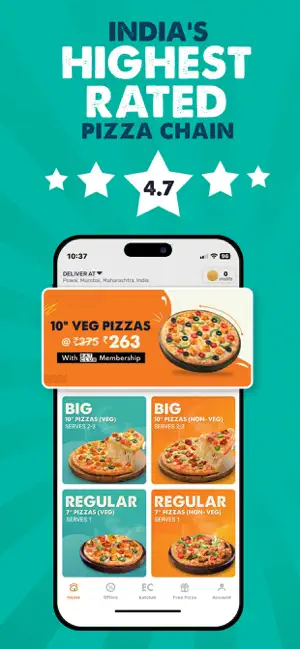 INDIA'S
HIGHEST
RATED
PIZZA CHAIN
4.7
10:37
DELIVER AT
Powai, Mumbai, Maharashtra, India
0
10" VEG PIZZAS
@ ₹375 ₹263
With Membership
BIG
10" PIZZAS (VEG)
SERVES 2-3
BIG
10" PIZZAS (NON- VEG)
SERVES 2-3
REGULAR
7" PIZZAS (VEG)
SERVES 1
REGULAR
7" PIZZAS (NON- VEG)
SERVES 1
EC
Home
Offers
Eatclub
Free Pizza
Account